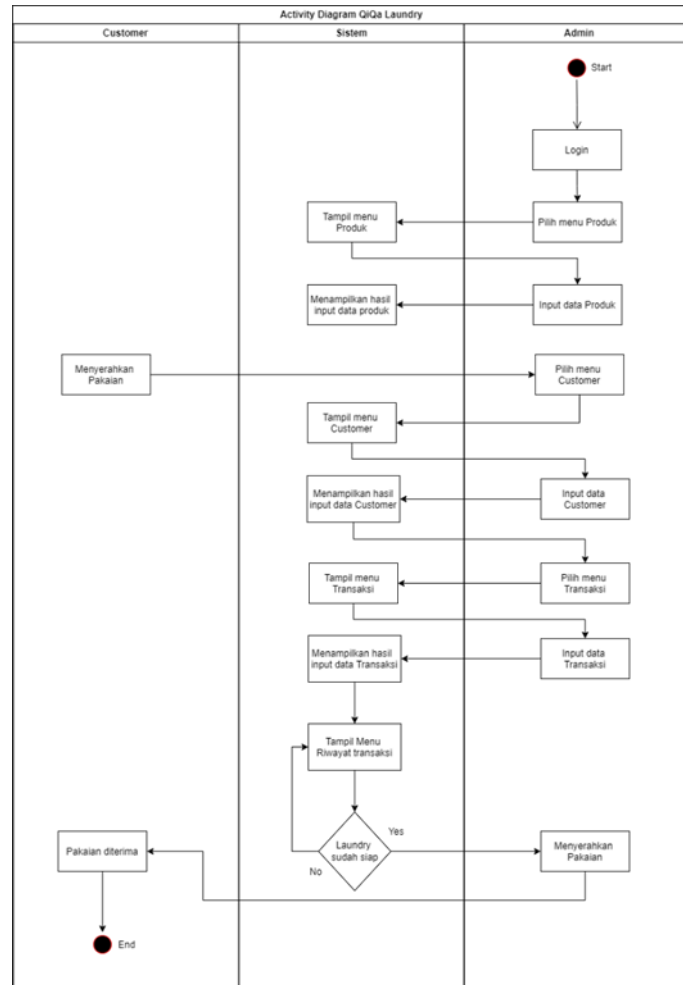 Activity Diagram QiQa Laundry
Customer
Sistem
Admin
Start
Login
Tampil menu
Produk
Pilih menu Produk
Menampilkan hasil
input data produk
Input data Produk
Menyerahkan
Pakaian
Pilih menu
Customer
Tampil menu
Customer
Menampilkan hasil
input data Customer
Input data
Customer
Tampil menu
Transaksi
Pilih menu
Transaksi
Menampilkan hasil
input data Transaksi
Input data
Transaksi
Tampil Menu
Riwayat transaksi
Laundry
sudah siap
Yes
No
Menyerahkan
Pakaian
Pakaian diterima
End